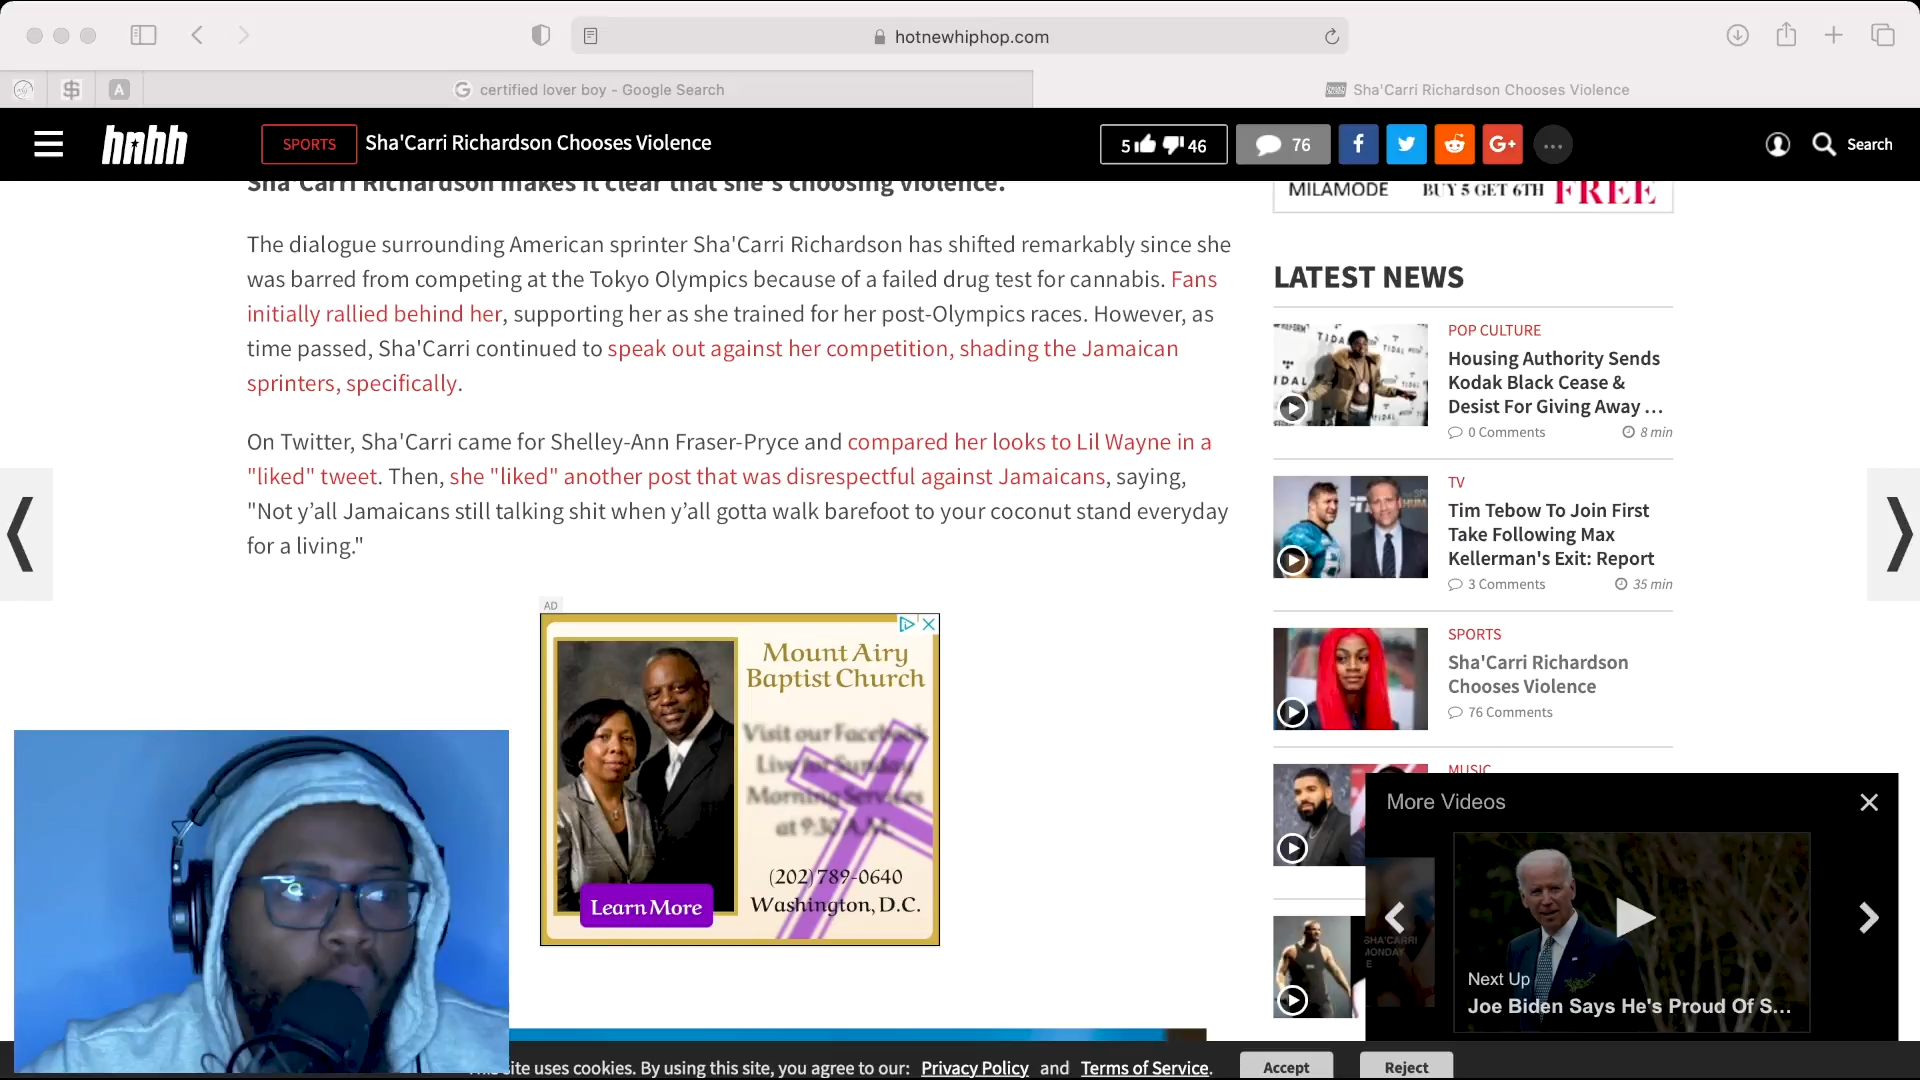 hotnewhiphop.com
certified lover boy - Google Search
Sha'Carri Richardson Chooses Violence
hnhh
SPORTS
Sha'Carri Richardson Chooses Violence
5
46
76
Search
Sha'Carri Richardson makes it clear that she's choosing violence.
The dialogue surrounding American sprinter Sha'Carri Richardson has shifted remarkably since she
was barred from competing at the Tokyo Olympics because of a failed drug test for cannabis. Fans
initially rallied behind her, supporting her as she trained for her post-Olympics races. However, as
time passed, Sha'Carri continued to speak out against her competition, shading the Jamaican
sprinters, specifically.
On Twitter, Sha'Carri came for Shelley-Ann Fraser-Pryce and compared her looks to Lil Wayne in a
"liked" tweet. Then, she "liked" another post that was disrespectful against Jamaicans, saying,
"Not y’all Jamaicans still talking shit when y’all gotta walk barefoot to your coconut stand everyday
for a living."
AD
Mount Airy
Baptist Church
Visit our Facebook
Live for Sunday
Morning Services
at 9:30 A.M.
(202) 789-0640
Washington, D.C.
Learn More
MILAMODE
BUY 5 GET 6TH FREE
LATEST NEWS
POP CULTURE
Housing Authority Sends
Kodak Black Cease &
Desist For Giving Away ...
0 Comments
8 min
TV
Tim Tebow To Join First
Take Following Max
Kellerman's Exit: Report
3 Comments
35 min
SPORTS
Sha'Carri Richardson
Chooses Violence
76 Comments
MUSIC
More Videos
SHA'CARRI
MONDAY
Next Up
Joe Biden Says He's Proud Of S...
site uses cookies. By using this site, you agree to our: Privacy Policy and Terms of Service.
Accept
Reject